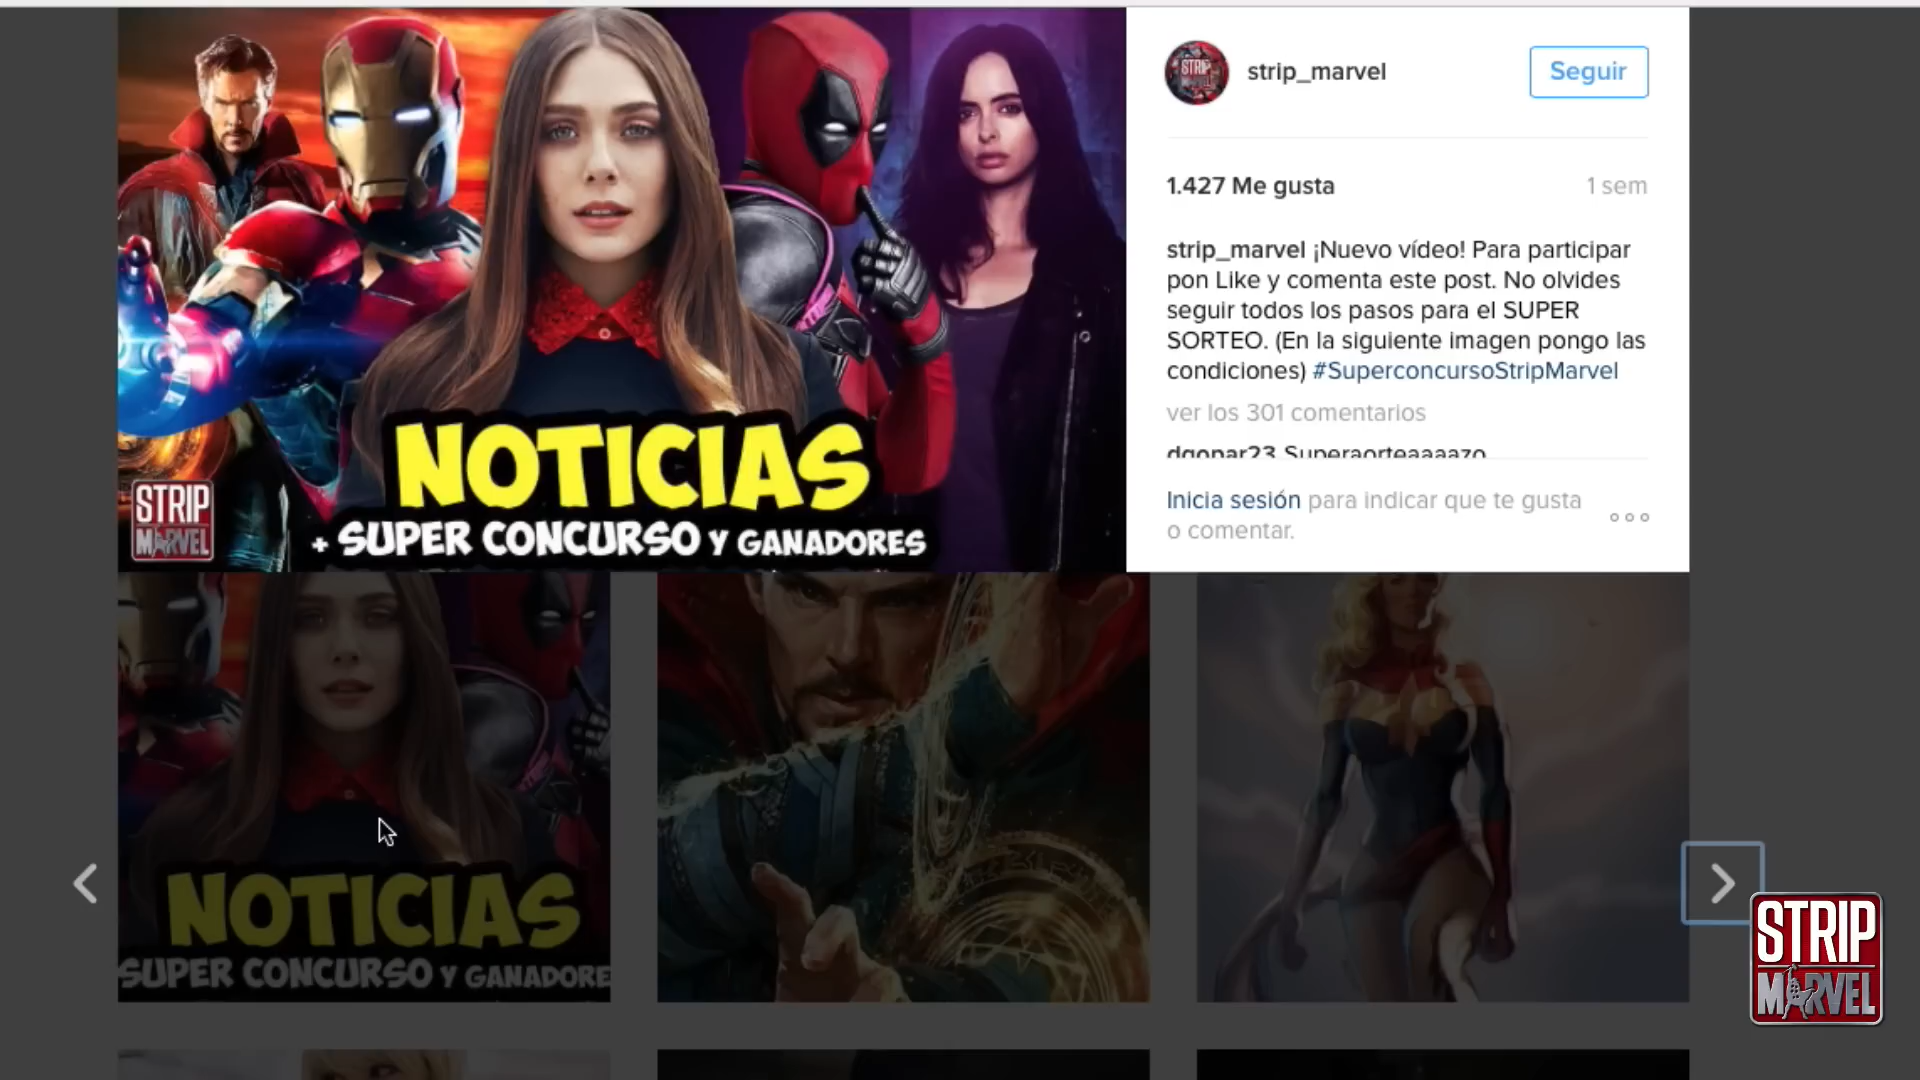 strip_marvel
Seguir
1.427 Me gusta
1 sem
strip_marvel ¡Nuevo vídeo! Para participar
pon Like y comenta este post. No olvides
seguir todos los pasos para el SUPER
SORTEO. (En la siguiente imagen pongo las
condiciones) #SuperconcursoStripMarvel
ver los 301 comentarios
dgopar23 Superaorteaaaazo
Inicia sesión para indicar que te gusta
o comentar.
NOTICIAS
+ SUPER CONCURSO Y GANADORES
STRIP
MARVEL
NOTICIAS
SUPER CONCURSO Y GANADORE
STRIP
MARVEL